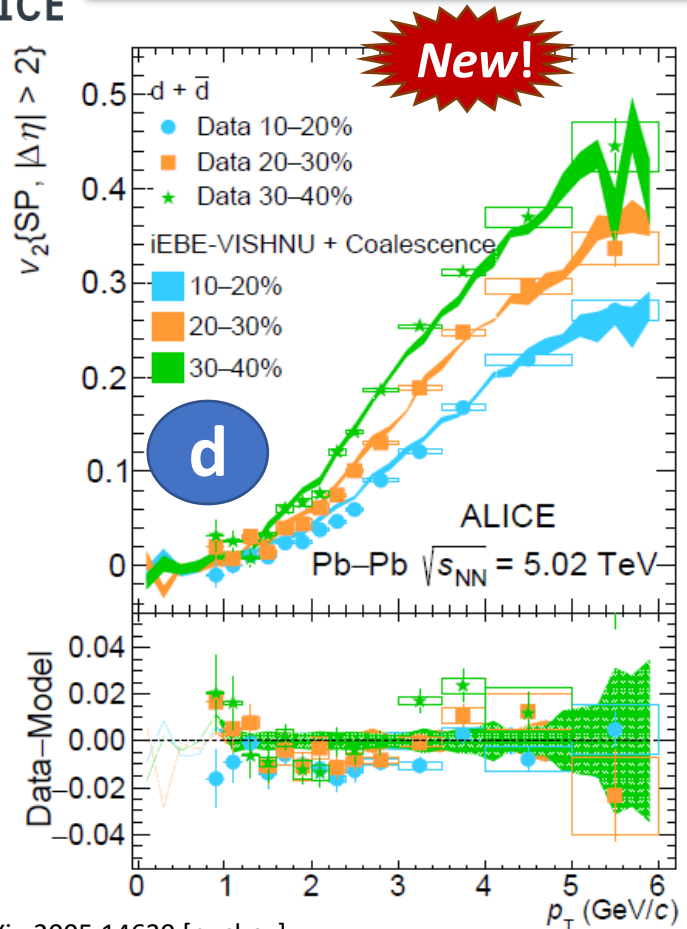 ICE
New!
v2{SP, |Δη| > 2}
d + d̅
Data 10–20%
Data 20–30%
Data 30–40%
iEBE-VISHNU + Coalescence
10–20%
20–30%
30–40%
d
ALICE
Pb–Pb √sNN = 5.02 TeV
0.5
0.4
0.3
0.2
0.1
0
Data–Model
0.04
0.02
0.00
−0.02
−0.04
0 1 2 3 4 5 6
pT (GeV/c)